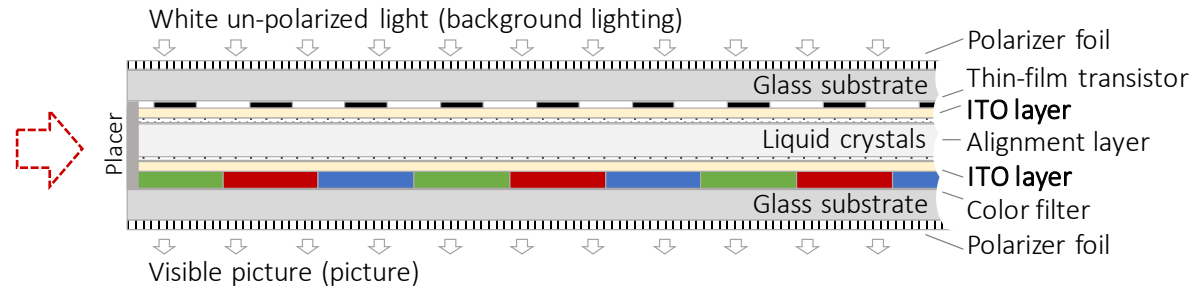 White un-polarized light (background lighting)
Polarizer foil
Glass substrate
Thin-film transistor
ITO layer
Placer
Liquid crystals
Alignment layer
ITO layer
Glass substrate
Color filter
Polarizer foil
Visible picture (picture)